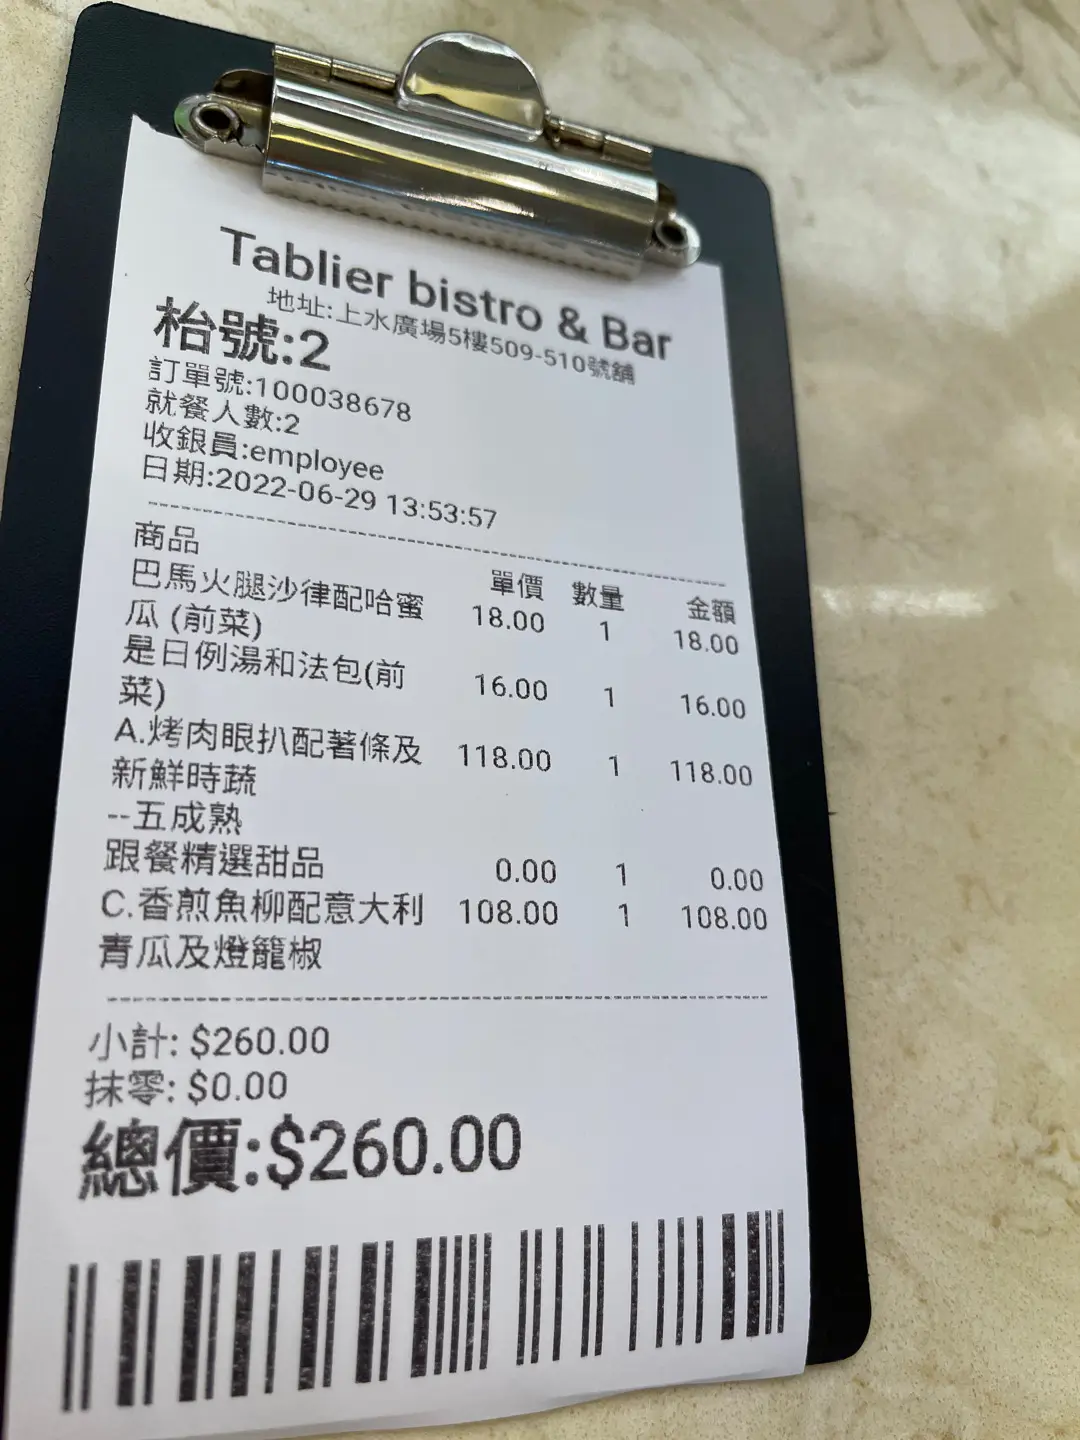 Tablier bistro & Bar
地址:上水廣場5樓509-510號舖
枱號:2
訂單號:100038678
就餐人數:2
收銀員:employee
日期:2022-06-29 13:53:57
商品 單價 數量 金額
巴馬火腿沙律配哈蜜 18.00 1 18.00
瓜 (前菜)
是日例湯和法包(前 16.00 1 16.00
菜)
A.烤肉眼扒配著條及 118.00 1 118.00
新鮮時蔬
--五成熟
跟餐精選甜品 0.00 1 0.00
C.香煎魚柳配意大利 108.00 1 108.00
青瓜及燈籠椒
小計: $260.00
抹零: $0.00
總價:$260.00